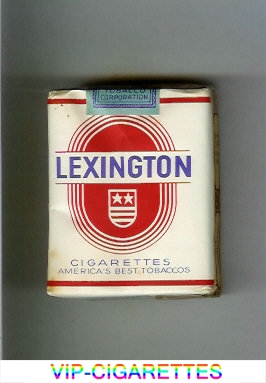 TOBACCO
CORPORATION
LEXINGTON
CIGARETTES
AMERICA'S BEST TOBACCOS
VIP-CIGARETTES